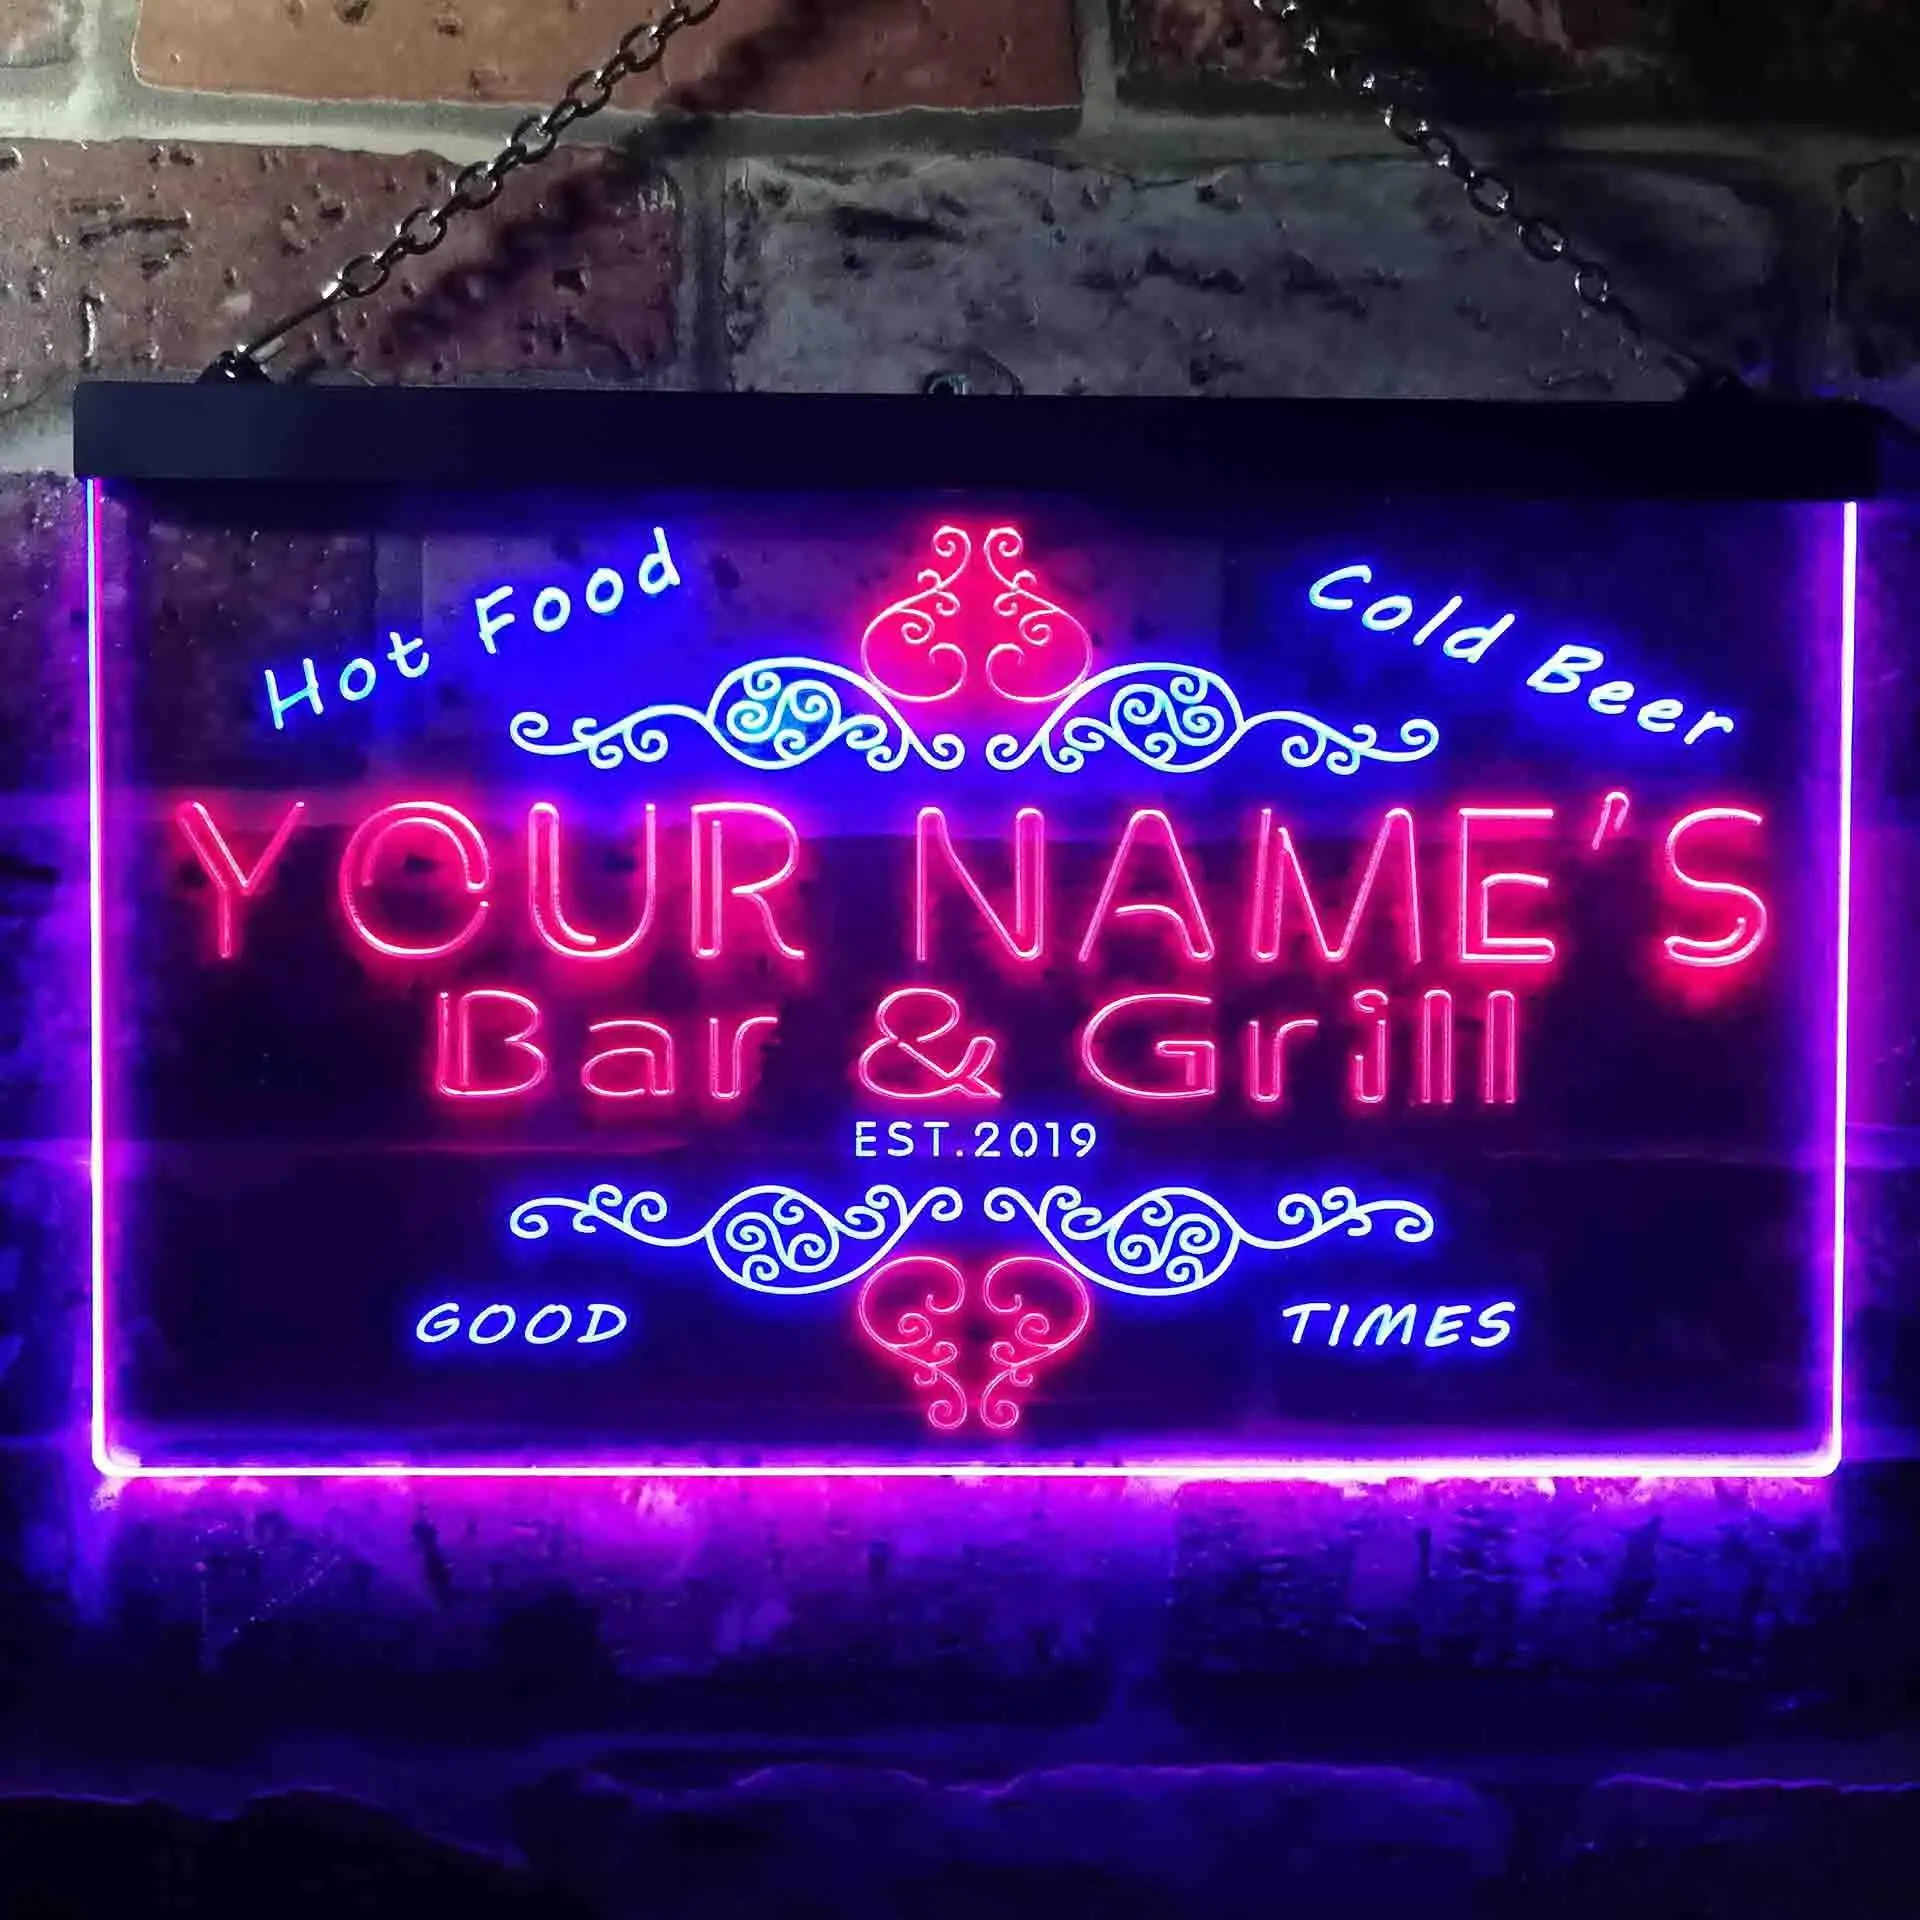 Hot Food
Cold Beer
YOUR NAME'S
Bar & Grill
EST.2019
GOOD
TIMES